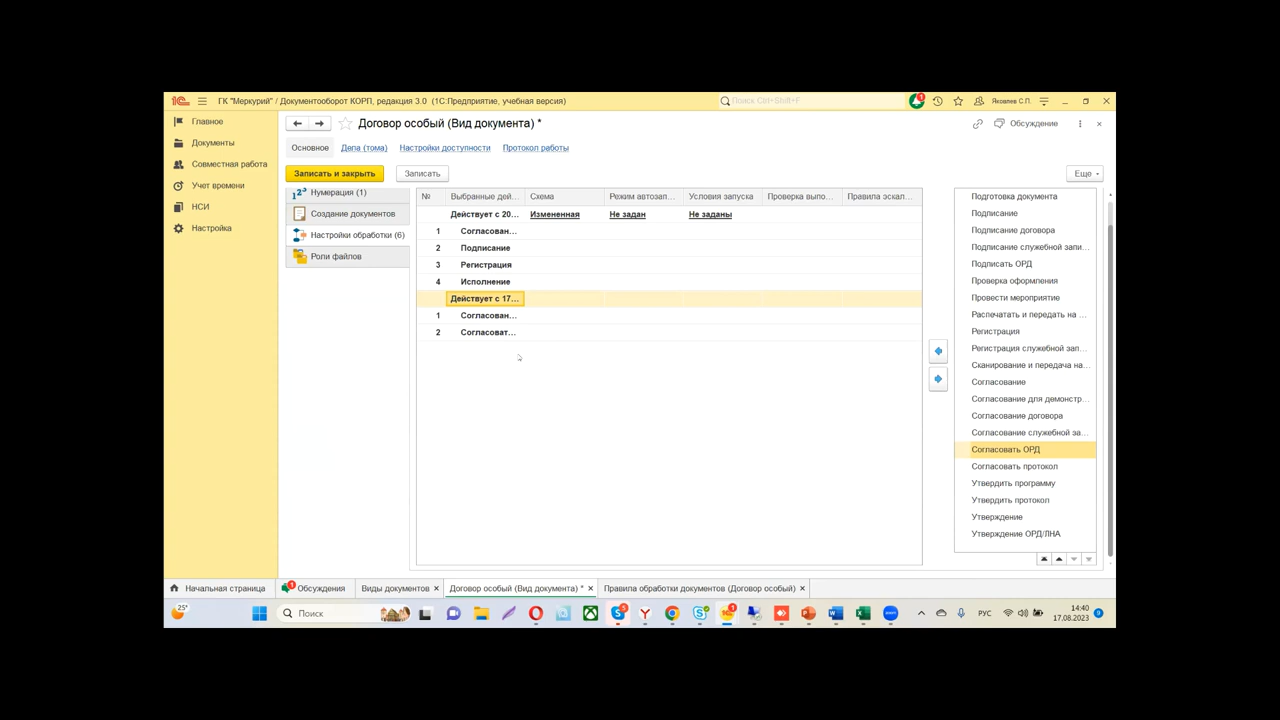 1С ГК "Меркурий" / Документооборот КОРП, редакция 3.0 (1С:Предприятие, учебная версия) Поиск Ctrl+Shift+F 1 Яковлев С.П.
Главное
Документы
Совместная работа
Учет времени
НСИ
Настройка
Договор особый (Вид документа) * Обсуждение
Основное Дела (тома) Настройки доступности Протокол работы
Записать и закрыть Записать Еще
Нумерация (1)
Создание документов
Настройки обработки (6)
Роли файлов
№ Выбранные дей... Схема Режим автозап... Условия запуска Проверка выпо... Правила эскал...
Действует с 20... Измененная Не задан Не заданы
1 Согласован...
2 Подписание
3 Регистрация
4 Исполнение
Действует с 17...
1 Согласован...
2 Согласоват...
Подготовка документа
Подписание
Подписание договора
Подписание служебной запи...
Подписать ОРД
Проверка оформления
Провести мероприятие
Распечатать и передать на ...
Регистрация
Регистрация служебной зап...
Сканирование и передача на...
Согласование
Согласование для демонстр...
Согласование договора
Согласование служебной за...
Согласовать ОРД
Согласовать протокол
Утвердить программу
Утвердить протокол
Утверждение
Утверждение ОРД/ЛНА
Начальная страница 1 Обсуждения Виды документов Договор особый (Вид документа) * Правила обработки документов (Договор особый)
25° Поиск РУС 14:40
17.08.2023